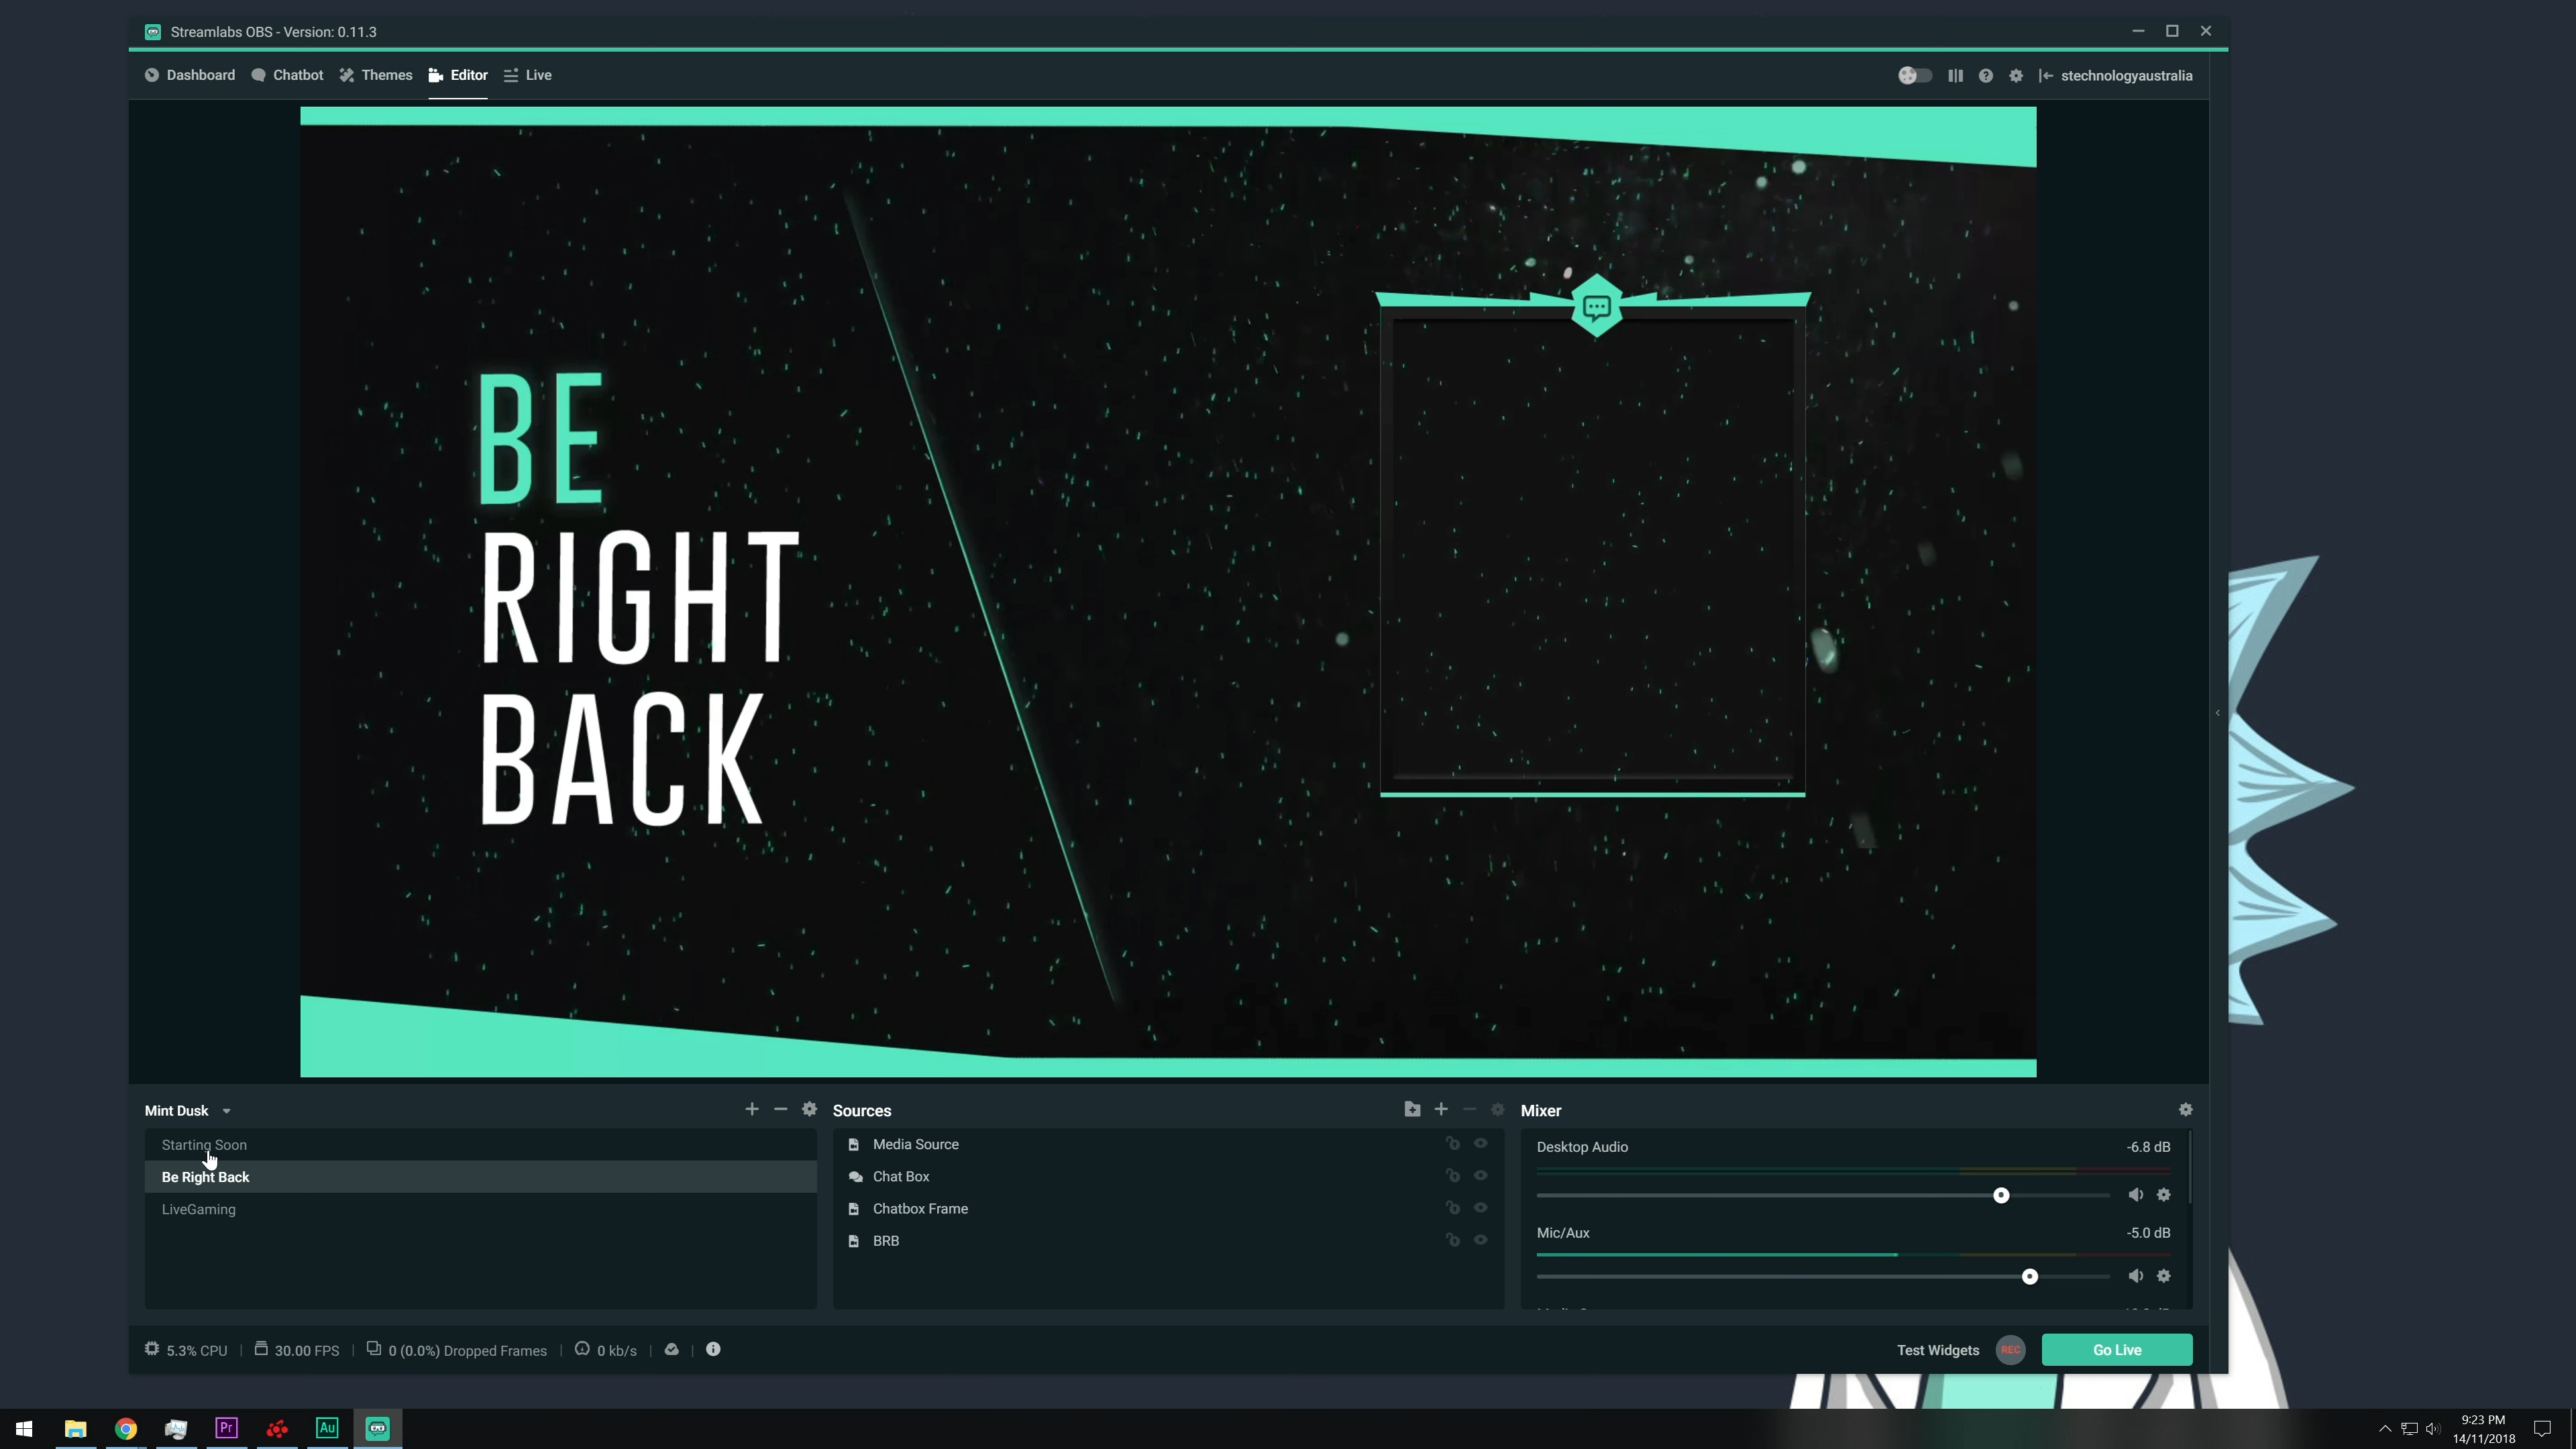 Streamlabs OBS - Version: 0.11.3
Dashboard Chatbot Themes Editor Live stechnologyaustralia
BE
RIGHT
BACK
Mint Dusk
Starting Soon
Be Right Back
LiveGaming
Sources
Media Source
Chat Box
Chatbox Frame
BRB
Mixer
Desktop Audio -6.8 dB
Mic/Aux -5.0 dB
5.3% CPU 30.00 FPS 0 (0.0%) Dropped Frames 0 kb/s Test Widgets REC Go Live
Pr Au
9:23 PM
14/11/2018